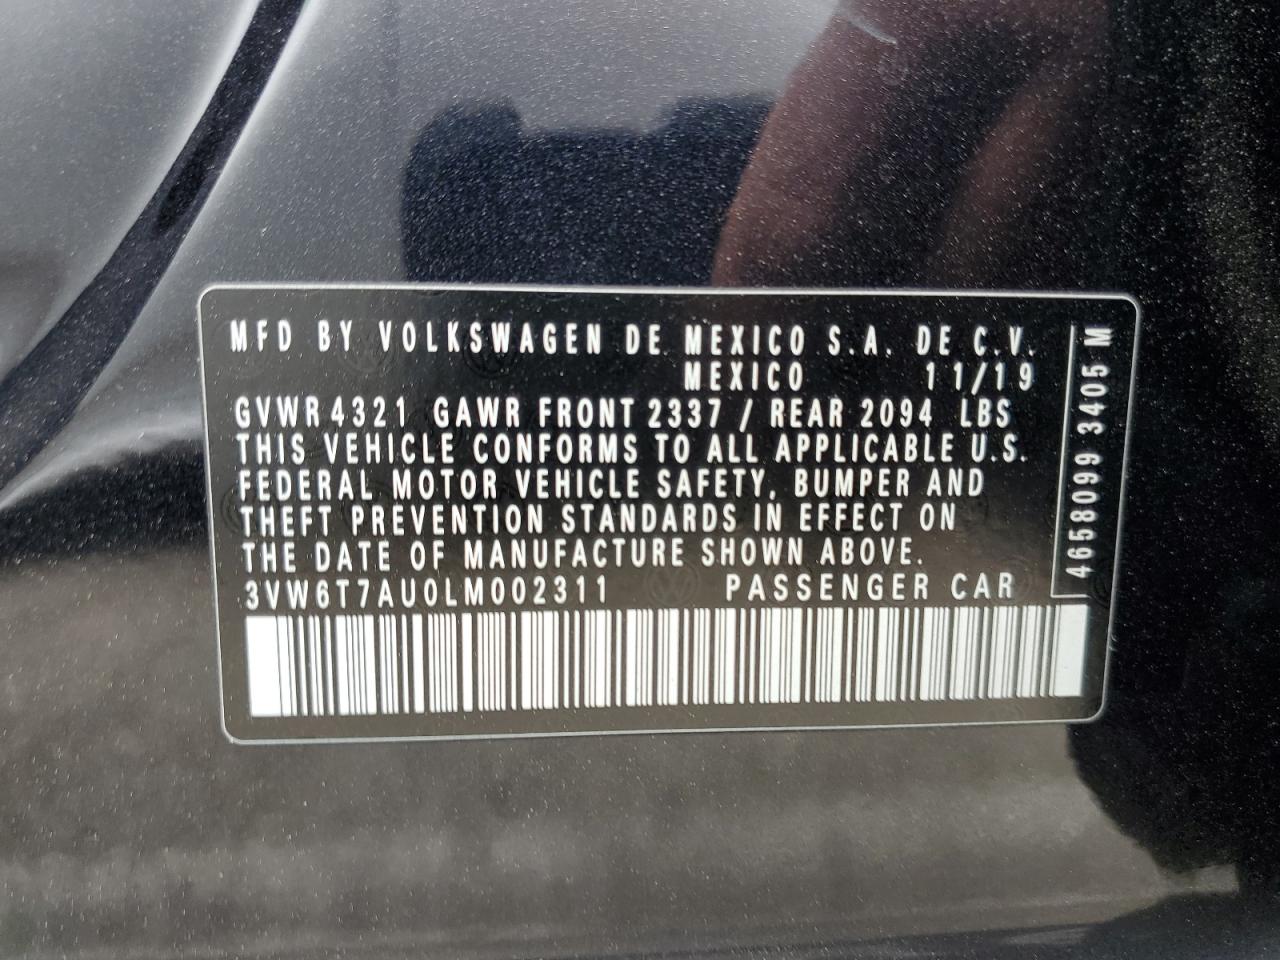 MFD BY VOLKSWAGEN DE MEXICO S.A. DE C.V.
MEXICO 11/19
GVWR 4321 GAWR FRONT 2337 / REAR 2094 LBS
THIS VEHICLE CONFORMS TO ALL APPLICABLE U.S.
FEDERAL MOTOR VEHICLE SAFETY, BUMPER AND
THEFT PREVENTION STANDARDS IN EFFECT ON
THE DATE OF MANUFACTURE SHOWN ABOVE.
3VW6T7AU0LM002311 PASSENGER CAR
4658099 3405 M